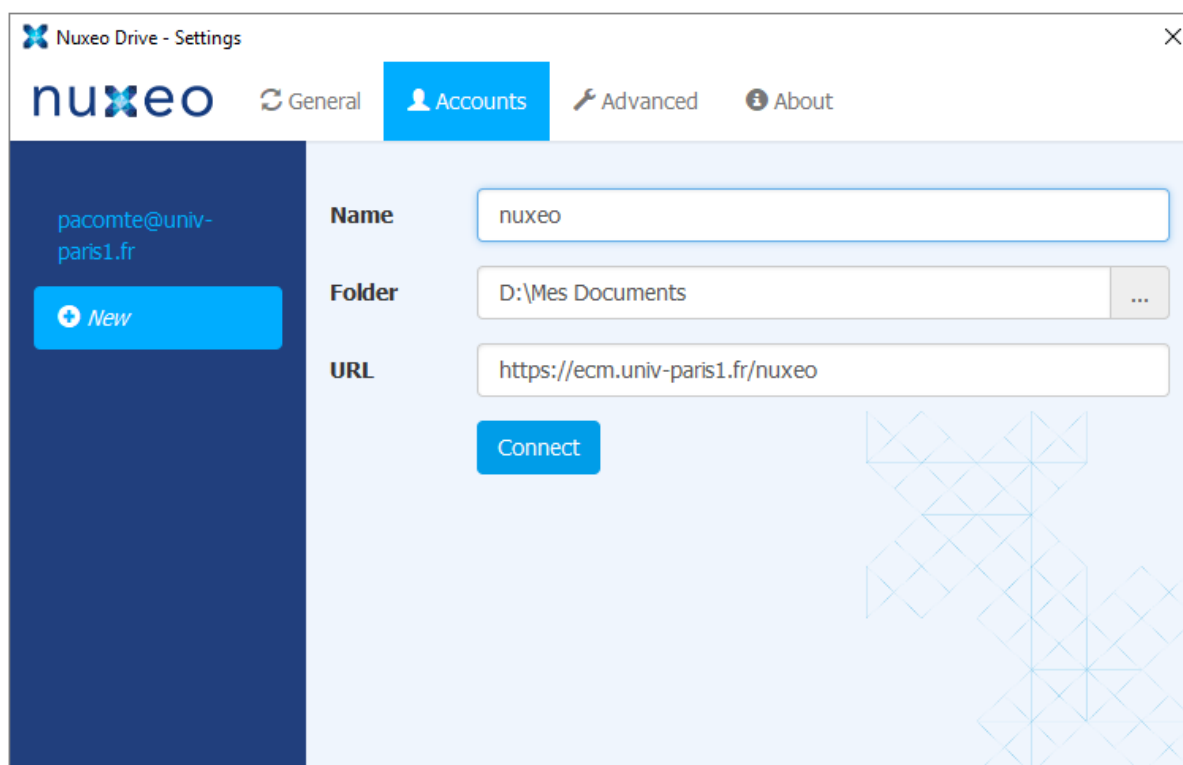 Nuxeo Drive - Settings
nuxeo General Accounts Advanced About
pacomte@univ-
paris1.fr
New
Name nuxeo
Folder D:\Mes Documents ...
URL https://ecm.univ-paris1.fr/nuxeo
Connect